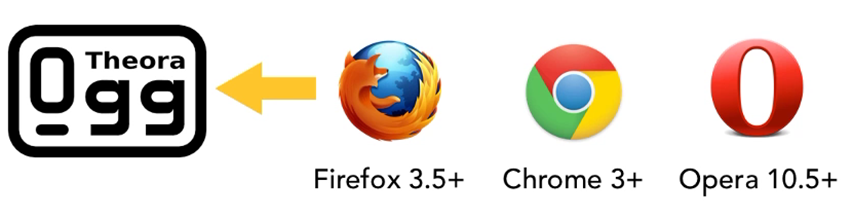 Theora
Ogg
Firefox 3.5+
Chrome 3+
Opera 10.5+